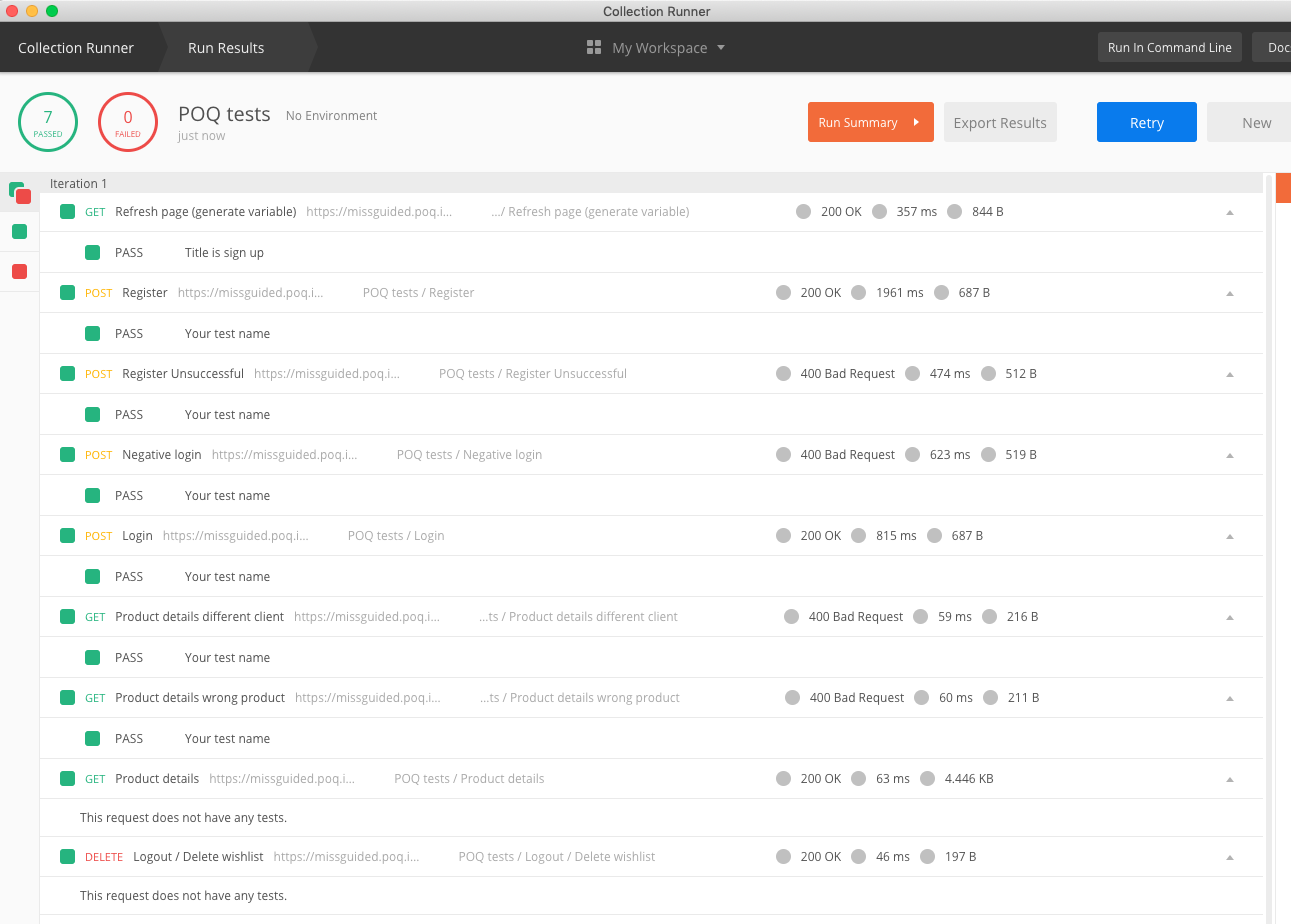 Collection Runner
Collection Runner Run Results My Workspace Run In Command Line Doc
7 PASSED 0 FAILED POQ tests No Environment just now Run Summary Export Results Retry New
Iteration 1
GET Refresh page (generate variable) https://missguided.poq.i... .../ Refresh page (generate variable) 200 OK 357 ms 844 B
PASS Title is sign up
POST Register https://missguided.poq.i... POQ tests / Register 200 OK 1961 ms 687 B
PASS Your test name
POST Register Unsuccessful https://missguided.poq.i... POQ tests / Register Unsuccessful 400 Bad Request 474 ms 512 B
PASS Your test name
POST Negative login https://missguided.poq.i... POQ tests / Negative login 400 Bad Request 623 ms 519 B
PASS Your test name
POST Login https://missguided.poq.i... POQ tests / Login 200 OK 815 ms 687 B
PASS Your test name
GET Product details different client https://missguided.poq.i... ...ts / Product details different client 400 Bad Request 59 ms 216 B
PASS Your test name
GET Product details wrong product https://missguided.poq.i... ...ts / Product details wrong product 400 Bad Request 60 ms 211 B
PASS Your test name
GET Product details https://missguided.poq.i... POQ tests / Product details 200 OK 63 ms 4.446 KB
This request does not have any tests.
DELETE Logout / Delete wishlist https://missguided.poq.i... POQ tests / Logout / Delete wishlist 200 OK 46 ms 197 B
This request does not have any tests.